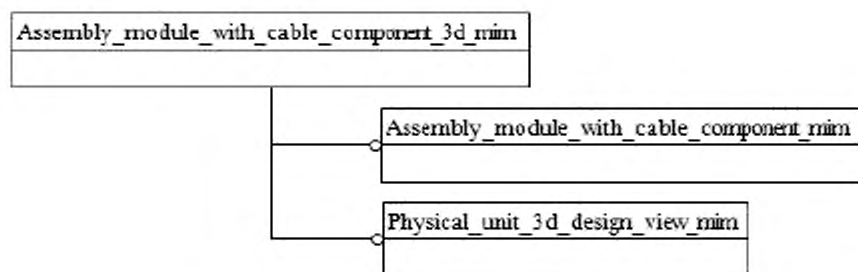 Assembly_module_with_cable_component_3d_mim
Assembly_module_with_cable_component_mim
Physical_unit_3d_design_view_mim